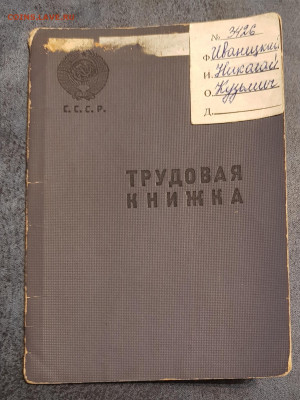 № 3426
Ф. Иваницкий
И. Николай
О. Кузьмич
Д.
С.С.С.Р.
ТРУДОВАЯ
КНИЖКА